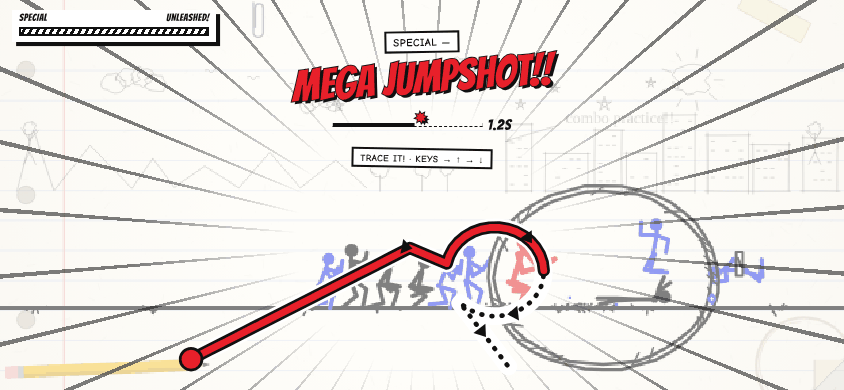 SPECIAL UNLEASHED!
SPECIAL —
MEGA JUMPSHOT!!
1.2S
combo practice!!
TRACE IT! · KEYS → ↑ → ↓